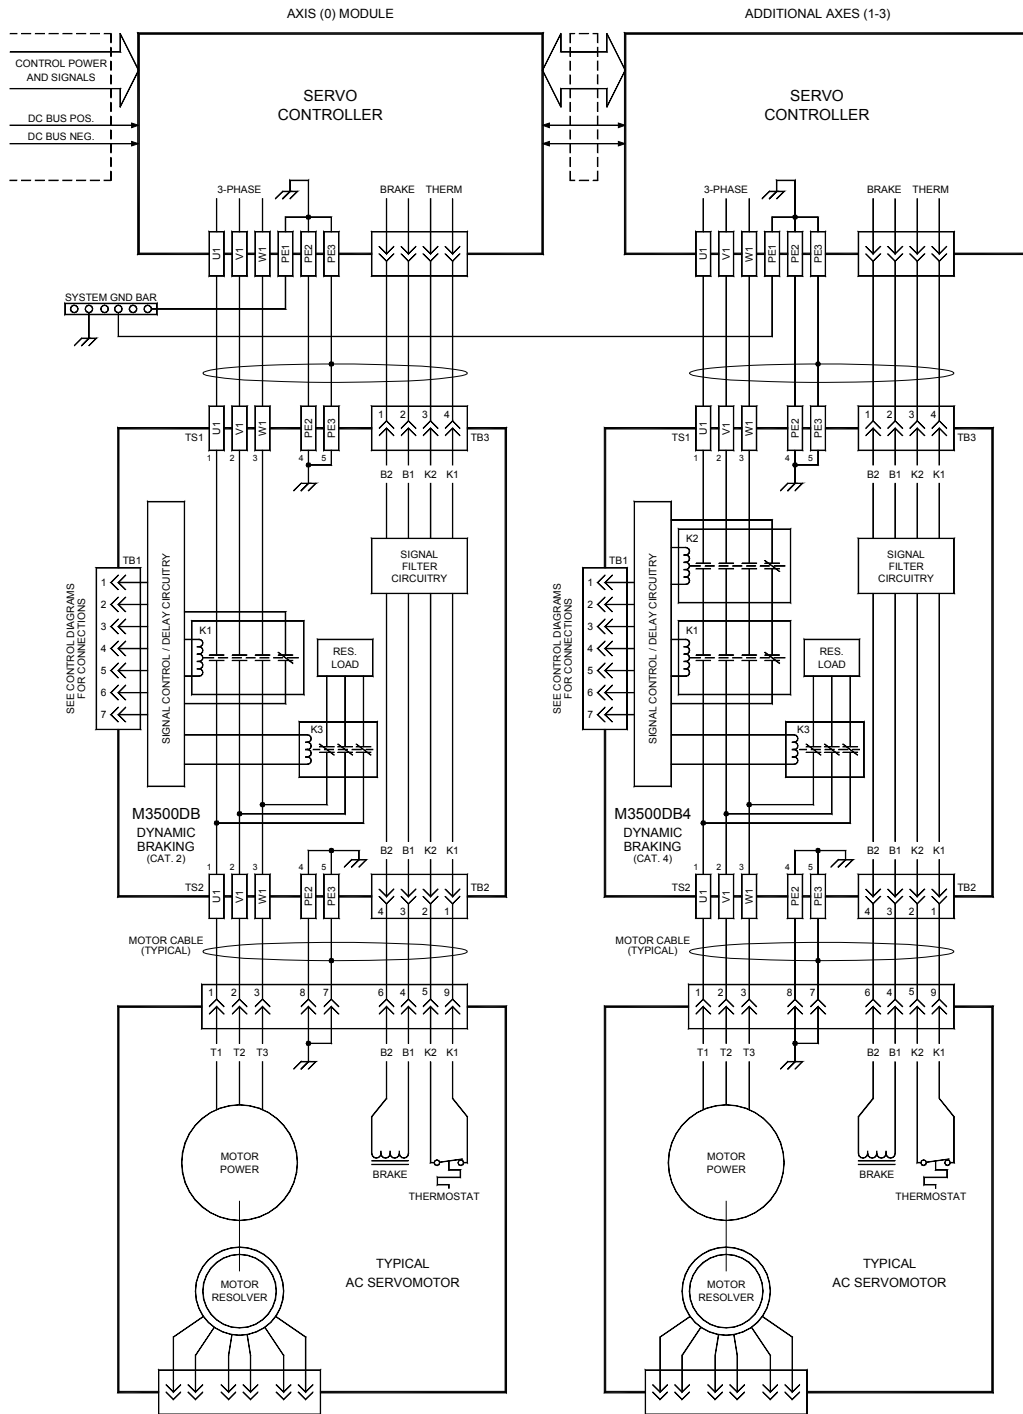 AXIS (0) MODULE
ADDITIONAL AXES (1-3)
CONTROL POWER
AND SIGNALS
DC BUS POS.
DC BUS NEG.
SERVO
CONTROLLER
SERVO
CONTROLLER
3-PHASE
BRAKE THERM
3-PHASE
BRAKE THERM
U1 V1 W1 PE1 PE2 PE3
U1 V1 W1 PE1 PE2 PE3
SYSTEM GND BAR
TS1 U1 V1 W1 PE2 PE3 1 2 3 4 TB3
1 2 3 4 5
B2 B1 K2 K1
TS1 U1 V1 W1 PE2 PE3 1 2 3 4 TB3
1 2 3 4 5
B2 B1 K2 K1
SEE CONTROL DIAGRAMS
FOR CONNECTIONS
TB1
1
2
3
4
5
6
7
SIGNAL CONTROL / DELAY CIRCUITRY
K1
K3
RES.
LOAD
SIGNAL
FILTER
CIRCUITRY
M3500DB
DYNAMIC
BRAKING
(CAT. 2)
SEE CONTROL DIAGRAMS
FOR CONNECTIONS
TB1
1
2
3
4
5
6
7
SIGNAL CONTROL / DELAY CIRCUITRY
K2
K1
K3
RES.
LOAD
SIGNAL
FILTER
CIRCUITRY
M3500DB4
DYNAMIC
BRAKING
(CAT. 4)
B2 B1 K2 K1
1 2 3 4 5
TS2 U1 V1 W1 PE2 PE3 4 3 2 1 TB2
B2 B1 K2 K1
1 2 3 4 5
TS2 U1 V1 W1 PE2 PE3 4 3 2 1 TB2
MOTOR CABLE
(TYPICAL)
MOTOR CABLE
(TYPICAL)
1 2 3 8 7 6 4 5 9
T1 T2 T3 B2 B1 K2 K1
1 2 3 8 7 6 4 5 9
T1 T2 T3 B2 B1 K2 K1
MOTOR
POWER
BRAKE
THERMOSTAT
MOTOR
POWER
BRAKE
THERMOSTAT
MOTOR
RESOLVER
TYPICAL
AC SERVOMOTOR
MOTOR
RESOLVER
TYPICAL
AC SERVOMOTOR